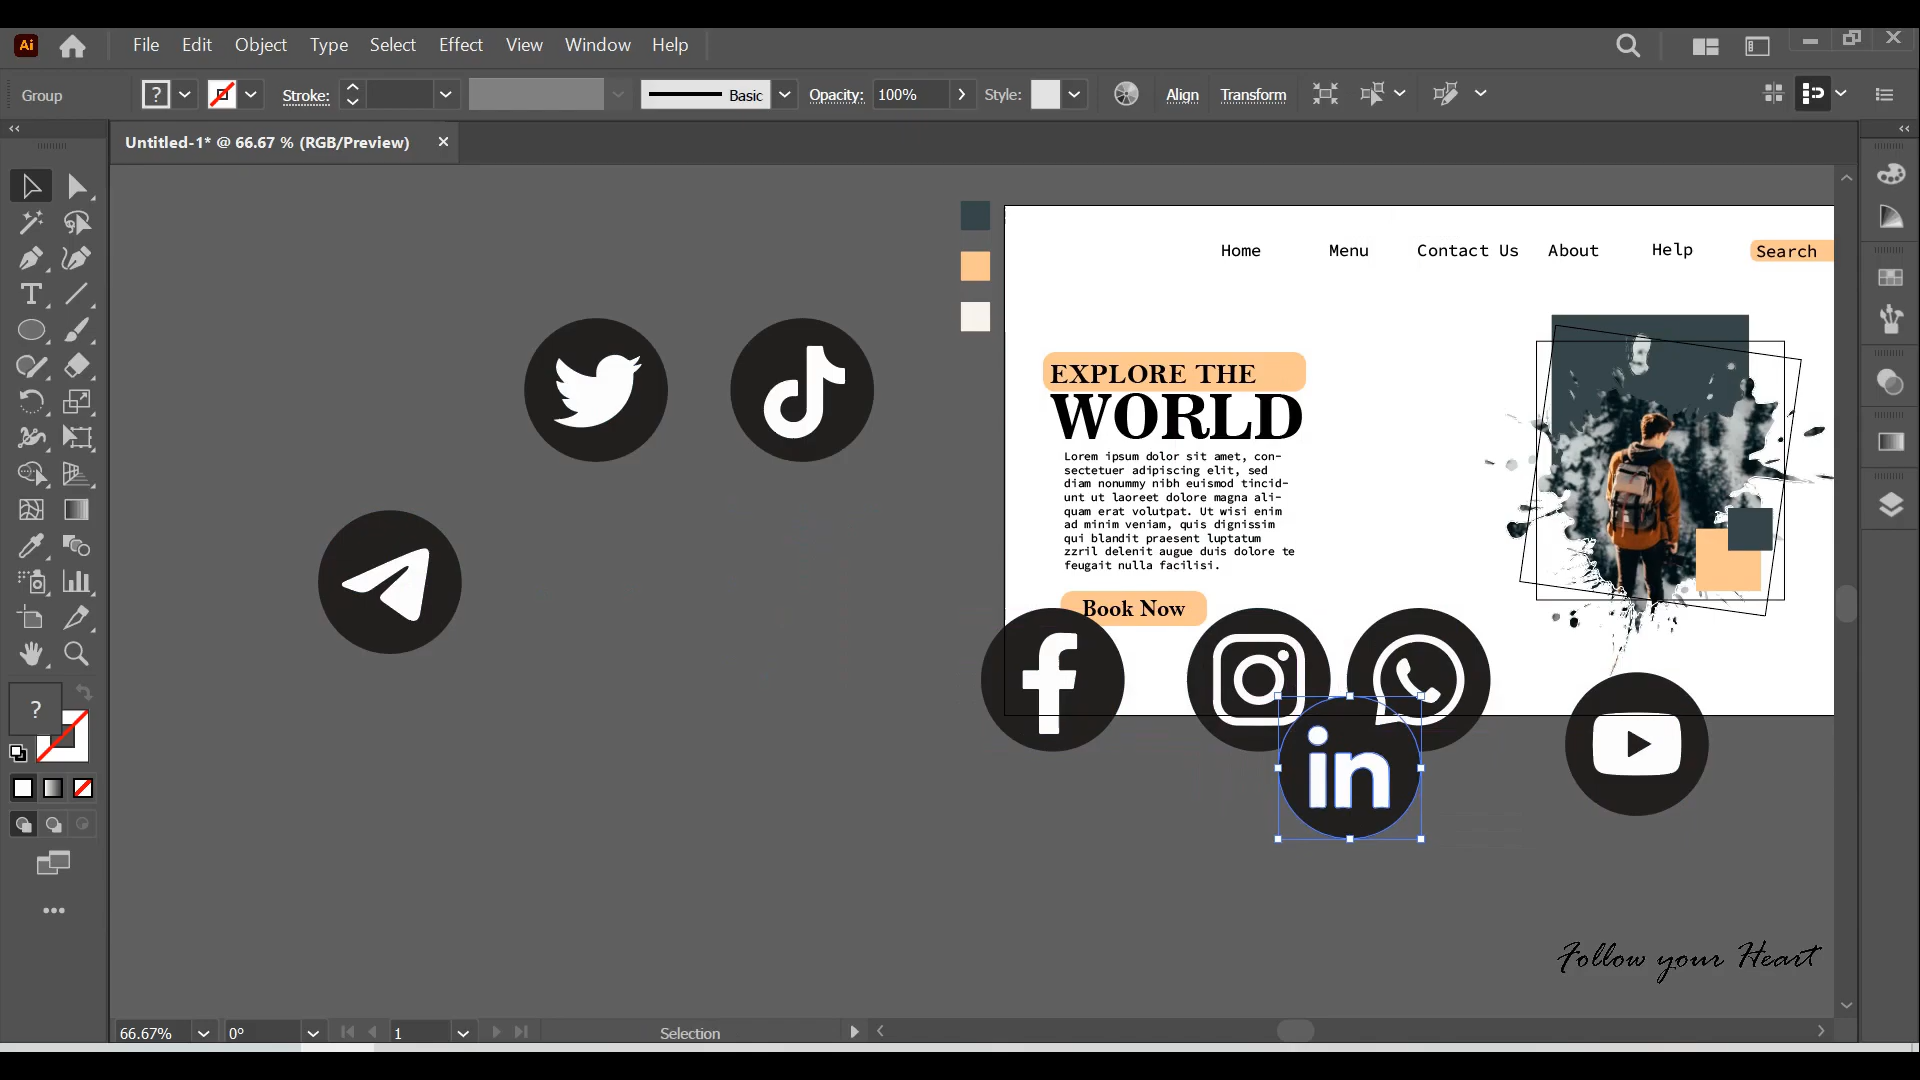 Ai
File
Edit
Object
Type
Select
Effect
View
Window
Help
Group
?
Stroke:
Basic
Opacity:
100%
Style:
Align
Transform
Untitled-1* @ 66.67 % (RGB/Preview)
Home
Menu
Contact Us
About
Help
Search
EXPLORE THE
WORLD
Lorem ipsum dolor sit amet, con-
sectetuer adipiscing elit, sed
diam nonummy nibh euismod tincid-
unt ut laoreet dolore magna ali-
quam erat volutpat. Ut wisi enim
ad minim veniam, quis dignissim
qui blandit praesent luptatum
zzril delenit augue duis dolore te
feugait nulla facilisi.
Book Now
in
?
Follow your Heart
66.67%
0°
1
Selection